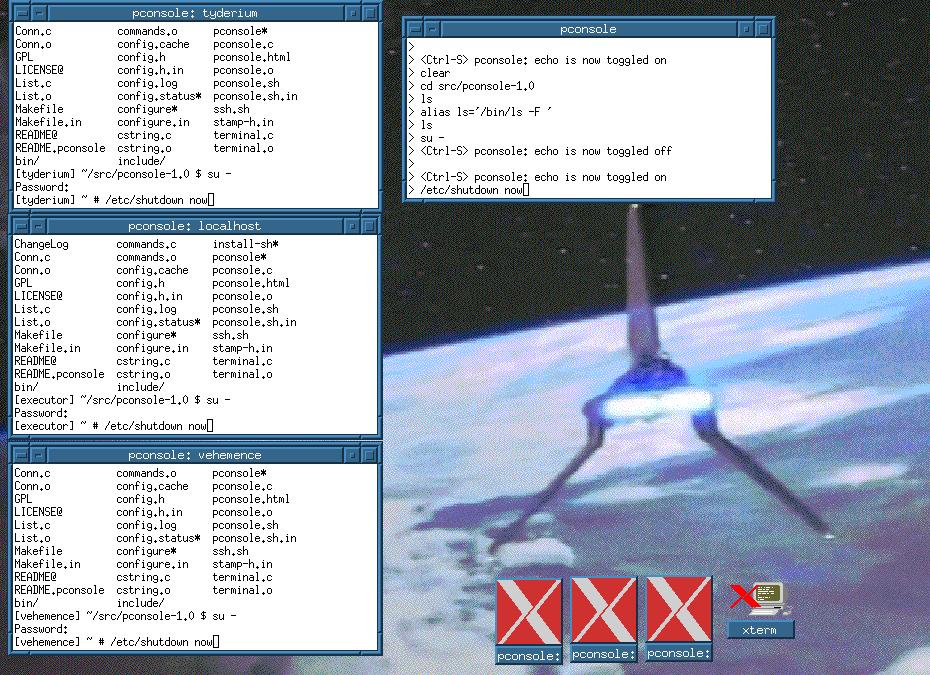 pconsole: tyderium
Conn.c commands.o pconsole*
Conn.o config.cache pconsole.c
GPL config.h pconsole.html
LICENSE@ config.h.in pconsole.o
List.c config.log pconsole.sh
List.o config.status* pconsole.sh.in
Makefile configure* ssh.sh
Makefile.in configure.in stamp-h.in
README@ cstring.c terminal.c
README.pconsole cstring.o terminal.o
bin/ include/
[tyderium] ~/src/pconsole-1.0 $ su -
Password:
[tyderium] ~ # /etc/shutdown now
pconsole: localhost
ChangeLog commands.c install-sh*
Conn.c commands.o pconsole*
Conn.o config.cache pconsole.c
GPL config.h pconsole.html
LICENSE@ config.h.in pconsole.o
List.c config.log pconsole.sh
List.o config.status* pconsole.sh.in
Makefile configure* ssh.sh
Makefile.in configure.in stamp-h.in
README@ cstring.c terminal.c
README.pconsole cstring.o terminal.o
bin/ include/
[executor] ~/src/pconsole-1.0 $ su -
Password:
[executor] ~ # /etc/shutdown now
pconsole: vehemence
Conn.c commands.o pconsole*
Conn.o config.cache pconsole.c
GPL config.h pconsole.html
LICENSE@ config.h.in pconsole.o
List.c config.log pconsole.sh
List.o config.status* pconsole.sh.in
Makefile configure* ssh.sh
Makefile.in configure.in stamp-h.in
README@ cstring.c terminal.c
README.pconsole cstring.o terminal.o
bin/ include/
[vehemence] ~/src/pconsole-1.0 $ su -
Password:
[vehemence] ~ # /etc/shutdown now
pconsole
>
> <Ctrl-S> pconsole: echo is now toggled on
> clear
> cd src/pconsole-1.0
> ls
> alias ls='/bin/ls -F '
> ls
> su -
> <Ctrl-S> pconsole: echo is now toggled off
>
> <Ctrl-S> pconsole: echo is now toggled on
> /etc/shutdown now
pconsole: pconsole: pconsole: xterm